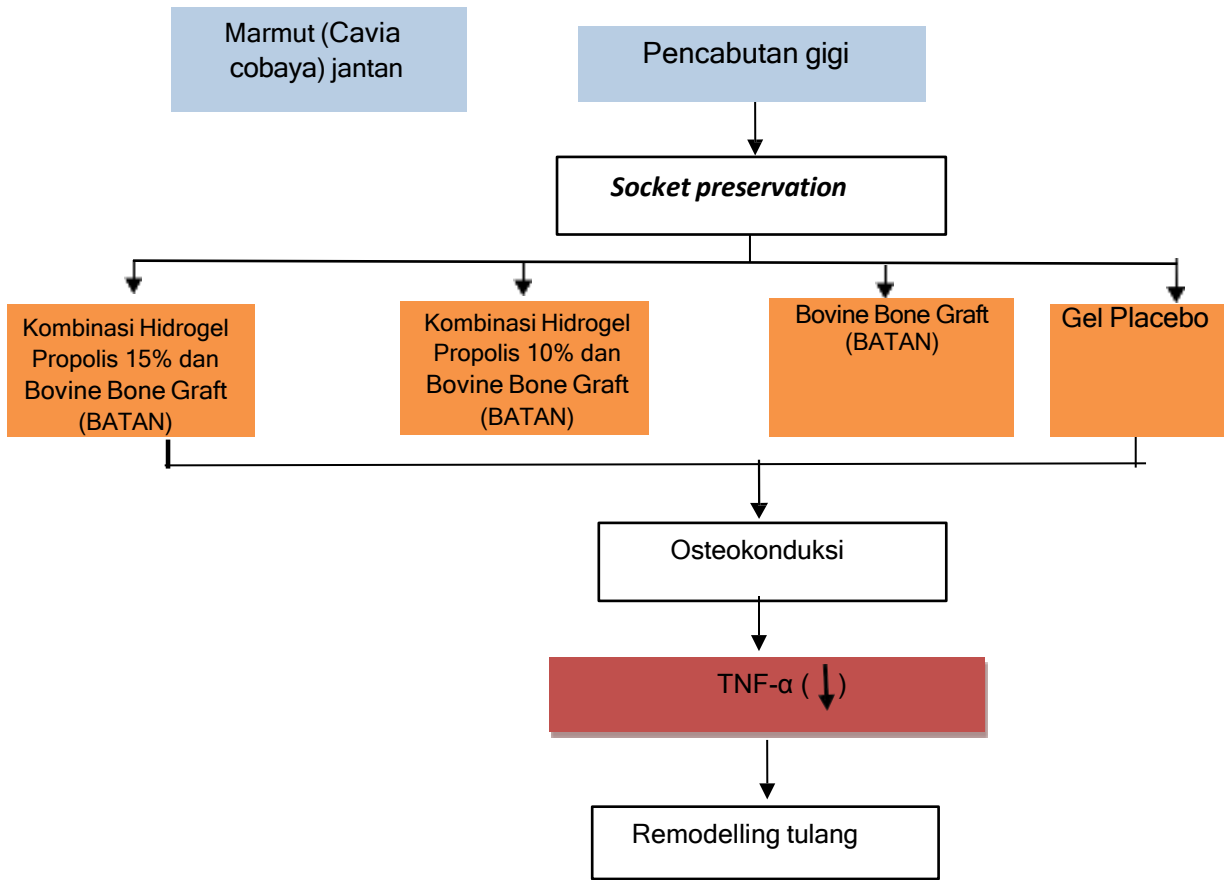 Marmut (Cavia
cobaya) jantan
Pencabutan gigi
Socket preservation
Kombinasi Hidrogel
Propolis 15% dan
Bovine Bone Graft
(BATAN)
Kombinasi Hidrogel
Propolis 10% dan
Bovine Bone Graft
(BATAN)
Bovine Bone Graft
(BATAN)
Gel Placebo
Osteokonduksi
TNF-α (↓)
Remodelling tulang